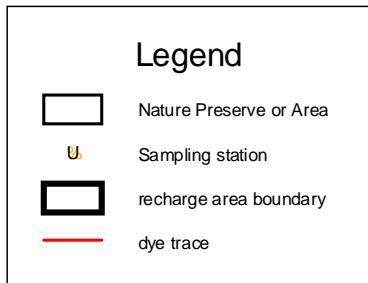 Legend
Nature Preserve or Area
U Sampling station
recharge area boundary
dye trace